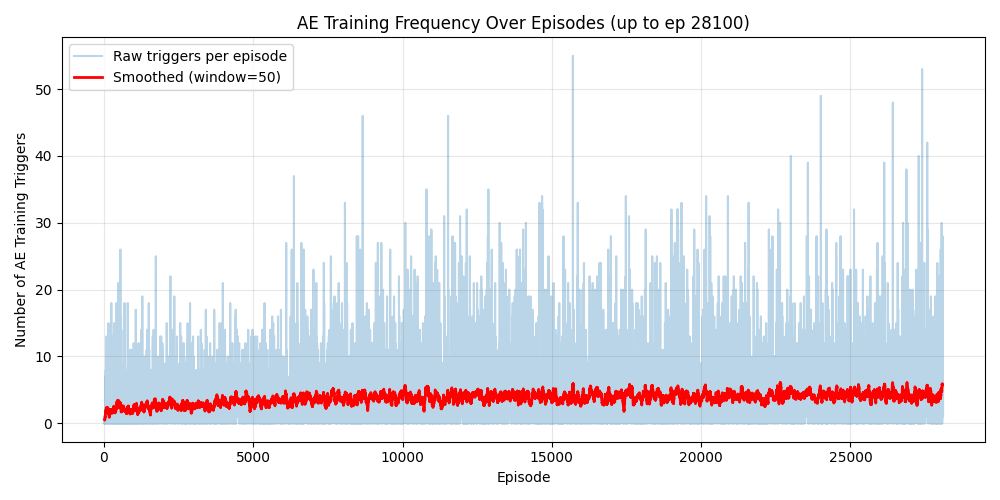 AE Training Frequency Over Episodes (up to ep 28100)
Raw triggers per episode
Smoothed (window=50)
Number of AE Training Triggers
50
40
30
20
10
0
0 5000 10000 15000 20000 25000
Episode